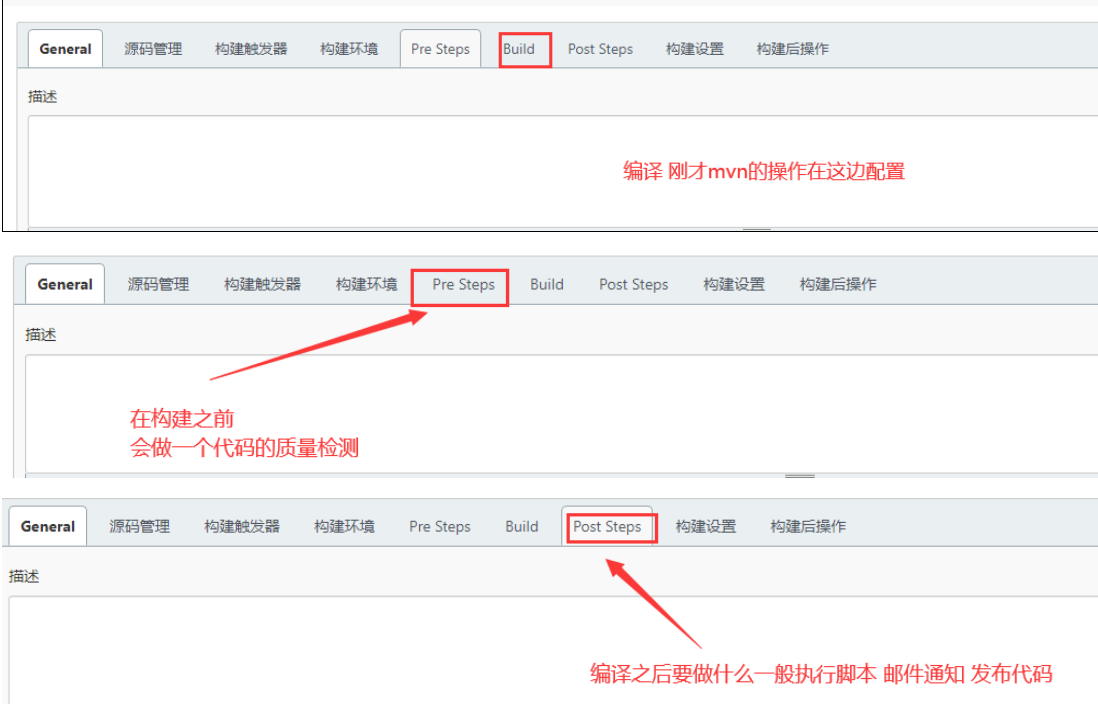 General 源码管理 构建触发器 构建环境 Pre Steps Build Post Steps 构建设置 构建后操作
描述
编译 刚才mvn的操作在这边配置
General 源码管理 构建触发器 构建环境 Pre Steps Build Post Steps 构建设置 构建后操作
描述
在构建之前
会做一个代码的质量检测
General 源码管理 构建触发器 构建环境 Pre Steps Build Post Steps 构建设置 构建后操作
描述
编译之后要做什么一般执行脚本 邮件通知 发布代码